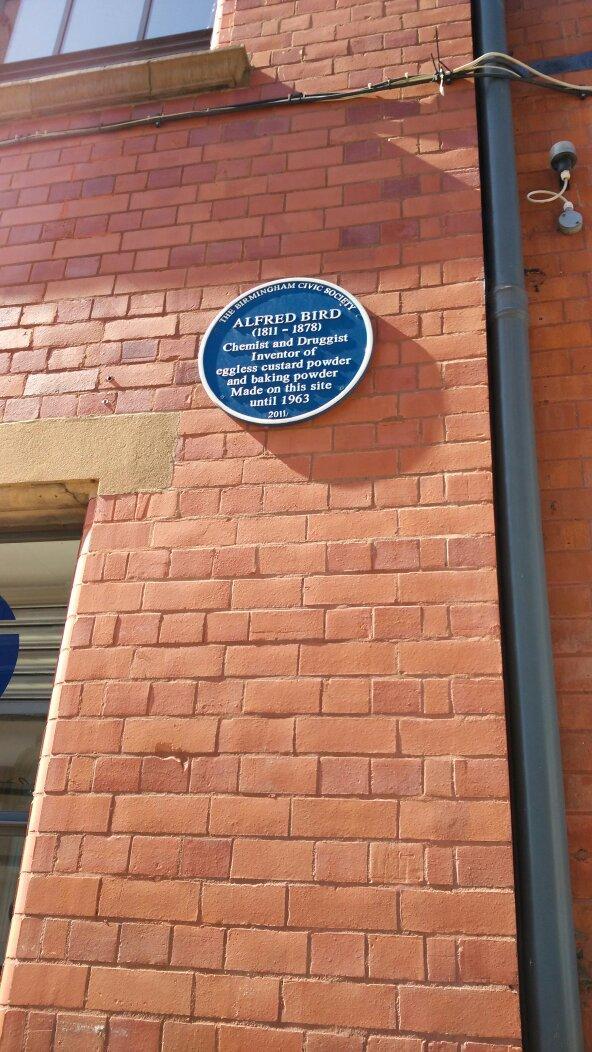 THE BIRMINGHAM CIVIC SOCIETY
ALFRED BIRD
(1811 - 1878)
Chemist and Druggist
Inventor of
eggless custard powder
and baking powder
Made on this site
until 1963
2011